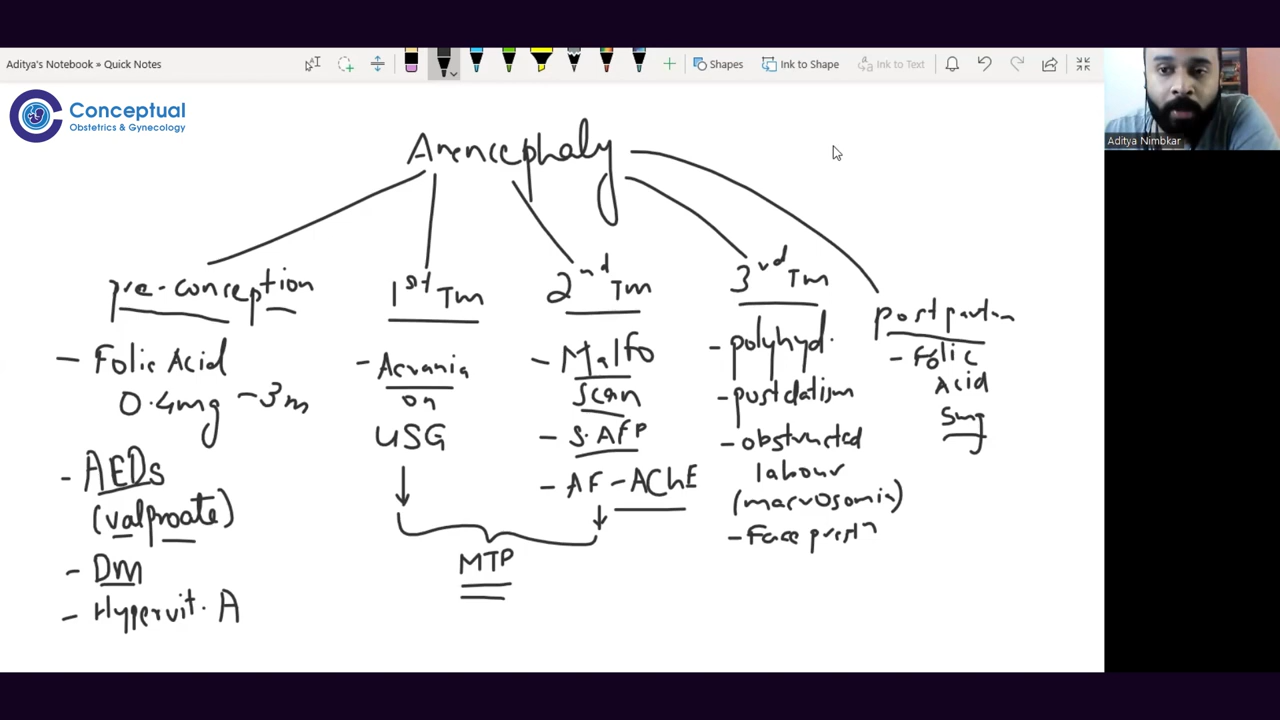 Aditya's Notebook » Quick Notes
Shapes
Ink to Shape
Ink to Text
Conceptual
Obstetrics & Gynecology
Aditya Nimbkar
Anencephaly
pre-conception
- Folic Acid
0.4mg - 3m
- AEDs
(valproate)
- DM
- Hypervit. A
1st Tm
- Acrania
on
USG
2nd Tm
- Malfo
Scan
- S. AFP
- AF - AChE
MTP
3rd Tm
- polyhyd.
- postdatism
- obstructed
labour
(macrosomia)
- Face prestn
Postpartum
- Folic
Acid
5mg